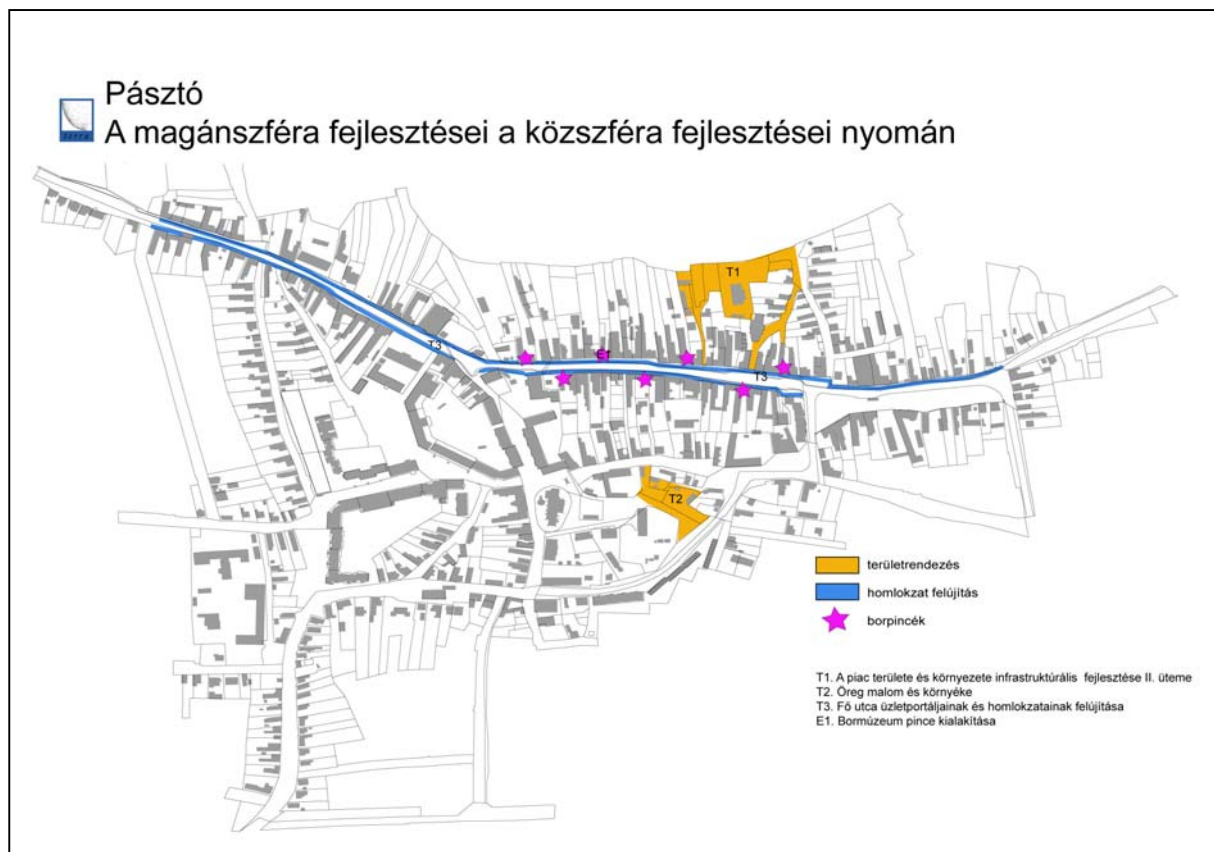 Pásztó
A magánszféra fejlesztései a közszféra fejlesztései nyomán
T1
T3
E1
T3
T2
területrendezés
homlokzat felújítás
borpincék
T1. A piac területe és környezete infrastruktúrális fejlesztése II. üteme
T2. Öreg malom és környéke
T3. Fő utca üzletportáljainak és homlokzatainak felújítása
E1. Bormúzeum pince kialakítása